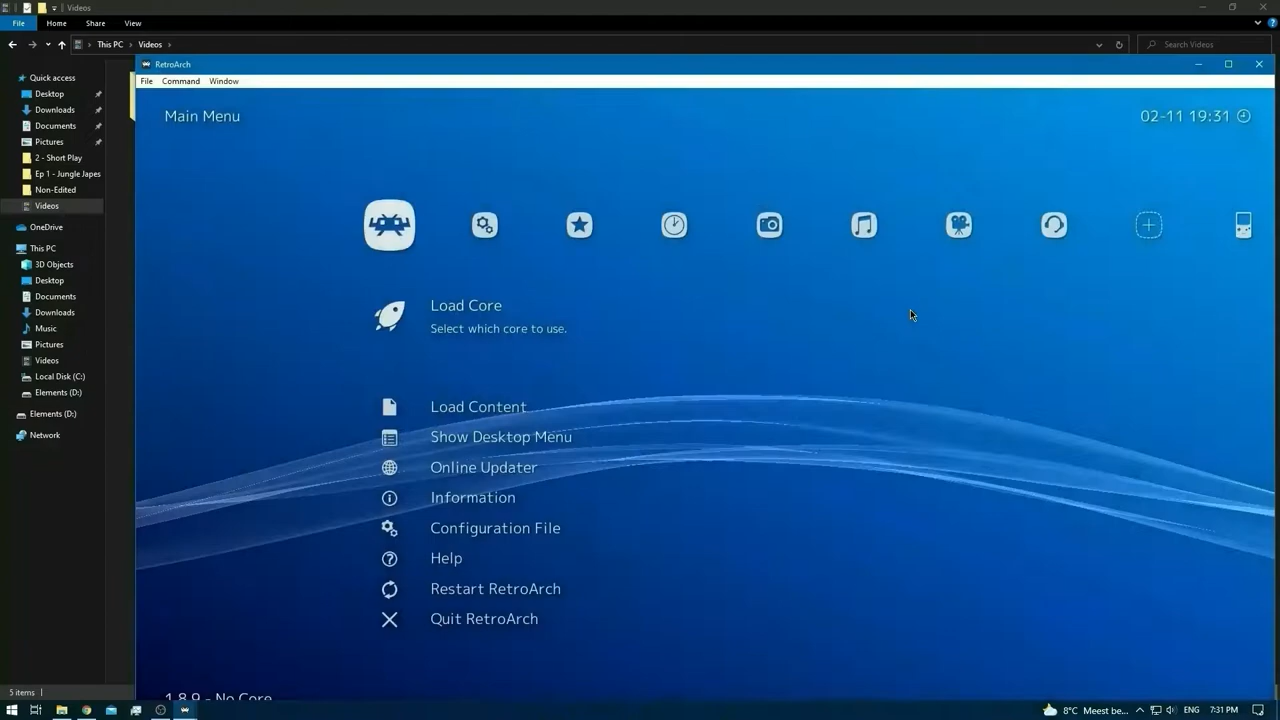 Videos
File Home Share View
This PC Videos
Search Videos
Quick access
Desktop
Downloads
Documents
Pictures
2 - Short Play
Ep 1 - Jungle Japes
Non-Edited
Videos
OneDrive
This PC
3D Objects
Desktop
Documents
Downloads
Music
Pictures
Videos
Local Disk (C:)
Elements (D:)
Elements (D:)
Network
5 items
RetroArch
File Command Window
Main Menu
02-11 19:31
Load Core
Select which core to use.
Load Content
Show Desktop Menu
Online Updater
Information
Configuration File
Help
Restart RetroArch
Quit RetroArch
1.8.9 - No Core
8°C Meest be... ENG 7:31 PM